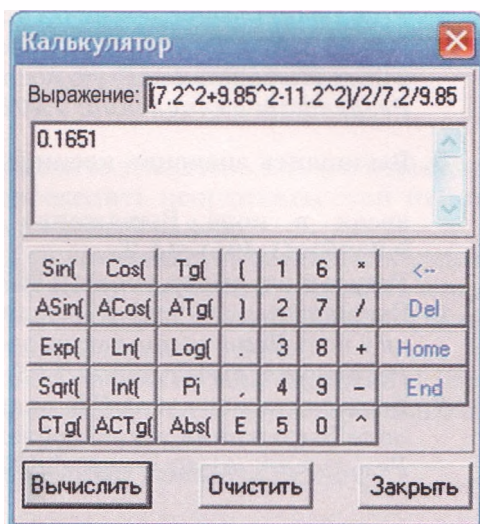 Калькулятор
Выражение: (7.2^2+9.85^2-11.2^2)/2/7.2/9.85
0.1651
Sin( Cos( Tg( ( 1 6 * <--
ASin( ACos( ATg( ) 2 7 / Del
Exp( Ln( Log( . 3 8 + Home
Sqrt( Int( Pi , 4 9 - End
CTg( ACTg( Abs( E 5 0 ^
Вычислить Очистить Закрыть